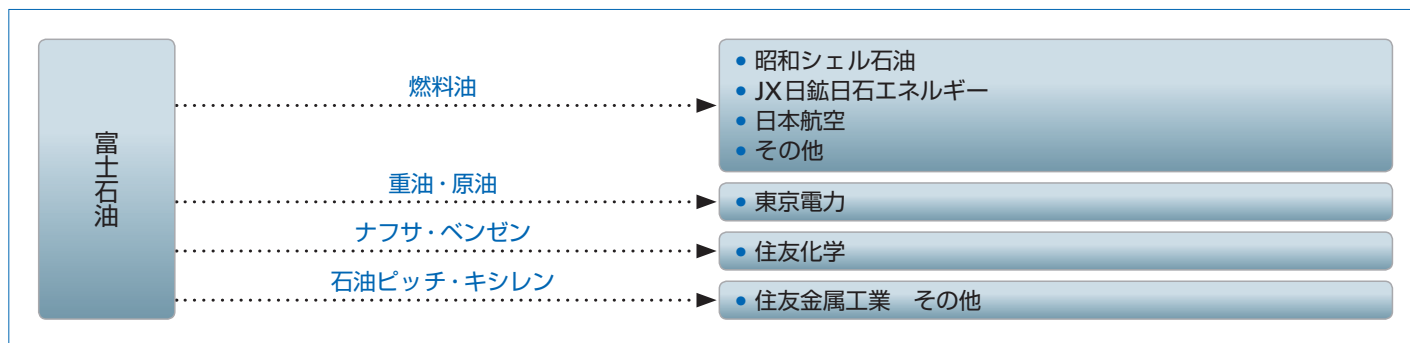 富士石油
燃料油
● 昭和シェル石油
● JX日鉱日石エネルギー
● 日本航空
● その他
重油・原油
● 東京電力
ナフサ・ベンゼン
● 住友化学
石油ピッチ・キシレン
● 住友金属工業　その他